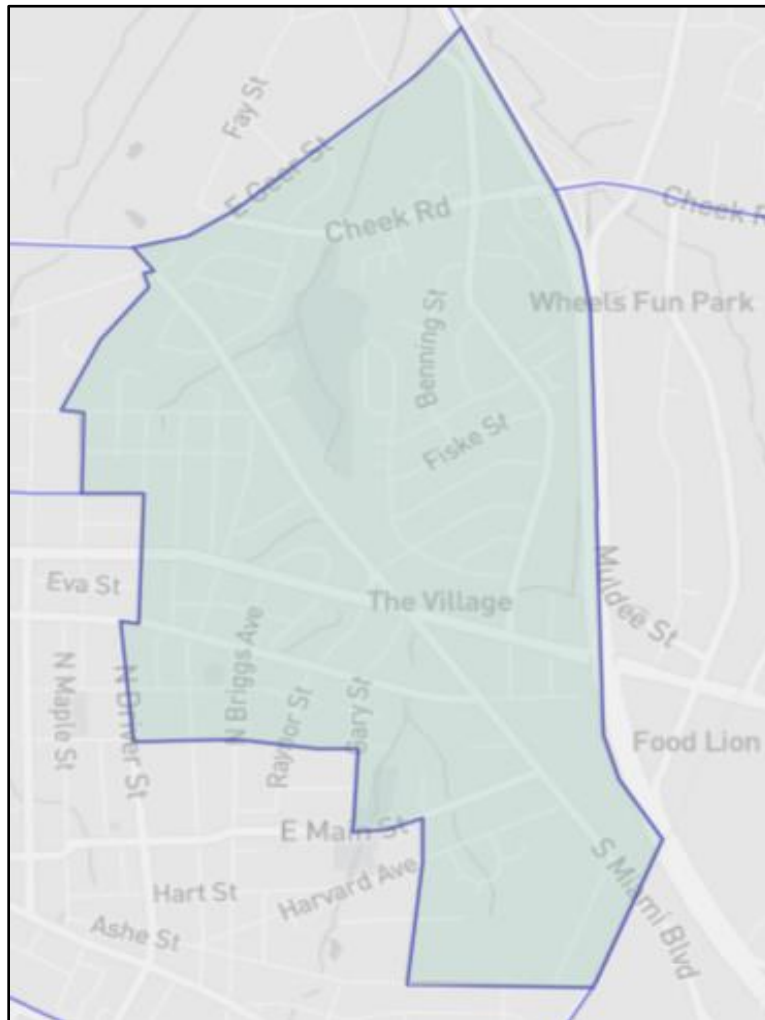 Fay St
E Geer St
Cheek Rd
Cheek R
Wheels Fun Park
Benning St
Fiske St
Muldee St
Eva St
The Village
N Maple St
N Driver St
N Briggs Ave
Raynor St
Gary St
Food Lion
E Main St
Hart St
Harvard Ave
S Miami Blvd
Ashe St